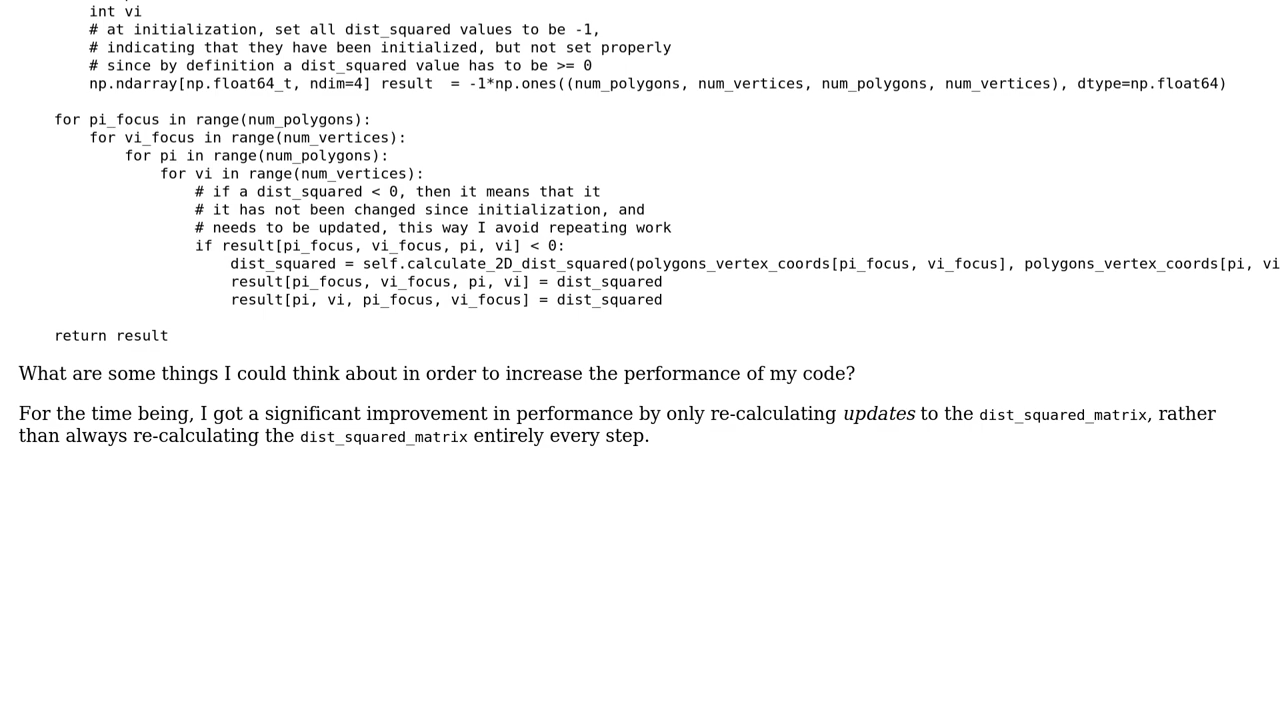 int vi
# at initialization, set all dist_squared values to be -1,
# indicating that they have been initialized, but not set properly
# since by definition a dist_squared value has to be >= 0
np.ndarray[np.float64_t, ndim=4] result  = -1*np.ones((num_polygons, num_vertices, num_polygons, num_vertices), dtype=np.float64)
for pi_focus in range(num_polygons):
for vi_focus in range(num_vertices):
for pi in range(num_polygons):
for vi in range(num_vertices):
# if a dist_squared < 0, then it means that it
# it has not been changed since initialization, and
# needs to be updated, this way I avoid repeating work
if result[pi_focus, vi_focus, pi, vi] < 0:
dist_squared = self.calculate_2D_dist_squared(polygons_vertex_coords[pi_focus, vi_focus], polygons_vertex_coords[pi, vi
result[pi_focus, vi_focus, pi, vi] = dist_squared
result[pi, vi, pi_focus, vi_focus] = dist_squared
return result
What are some things I could think about in order to increase the performance of my code?
For the time being, I got a significant improvement in performance by only re-calculating updates to the dist_squared_matrix, rather
than always re-calculating the dist_squared_matrix entirely every step.